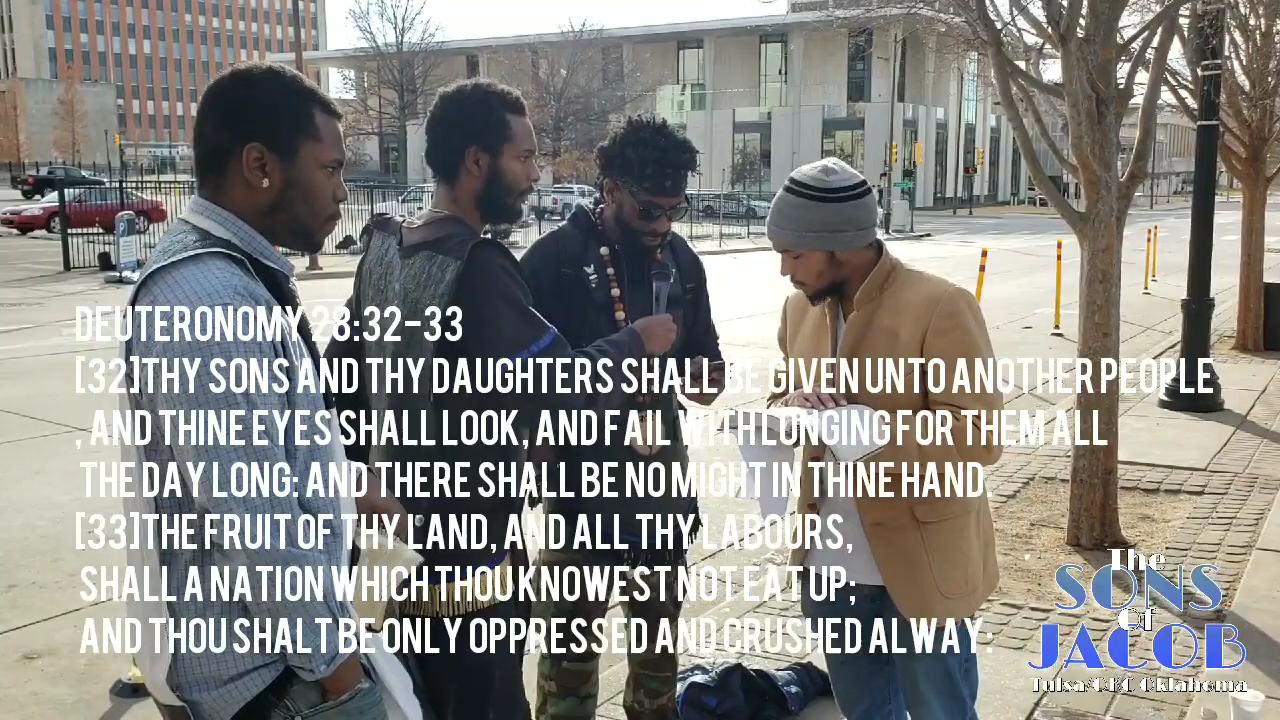 DEUTERONOMY 28:32-33
[32]THY SONS AND THY DAUGHTERS SHALL BE GIVEN UNTO ANOTHER PEOPLE
, AND THINE EYES SHALL LOOK, AND FAIL WITH LONGING FOR THEM ALL
THE DAY LONG: AND THERE SHALL BE NO MIGHT IN THINE HAND.
[33]THE FRUIT OF THY LAND, AND ALL THY LABOURS,
SHALL A NATION WHICH THOU KNOWEST NOT EAT UP;
AND THOU SHALT BE ONLY OPPRESSED AND CRUSHED ALWAY:
The
SONS
Of
JACOB
Tulsa/OKC Oklahoma